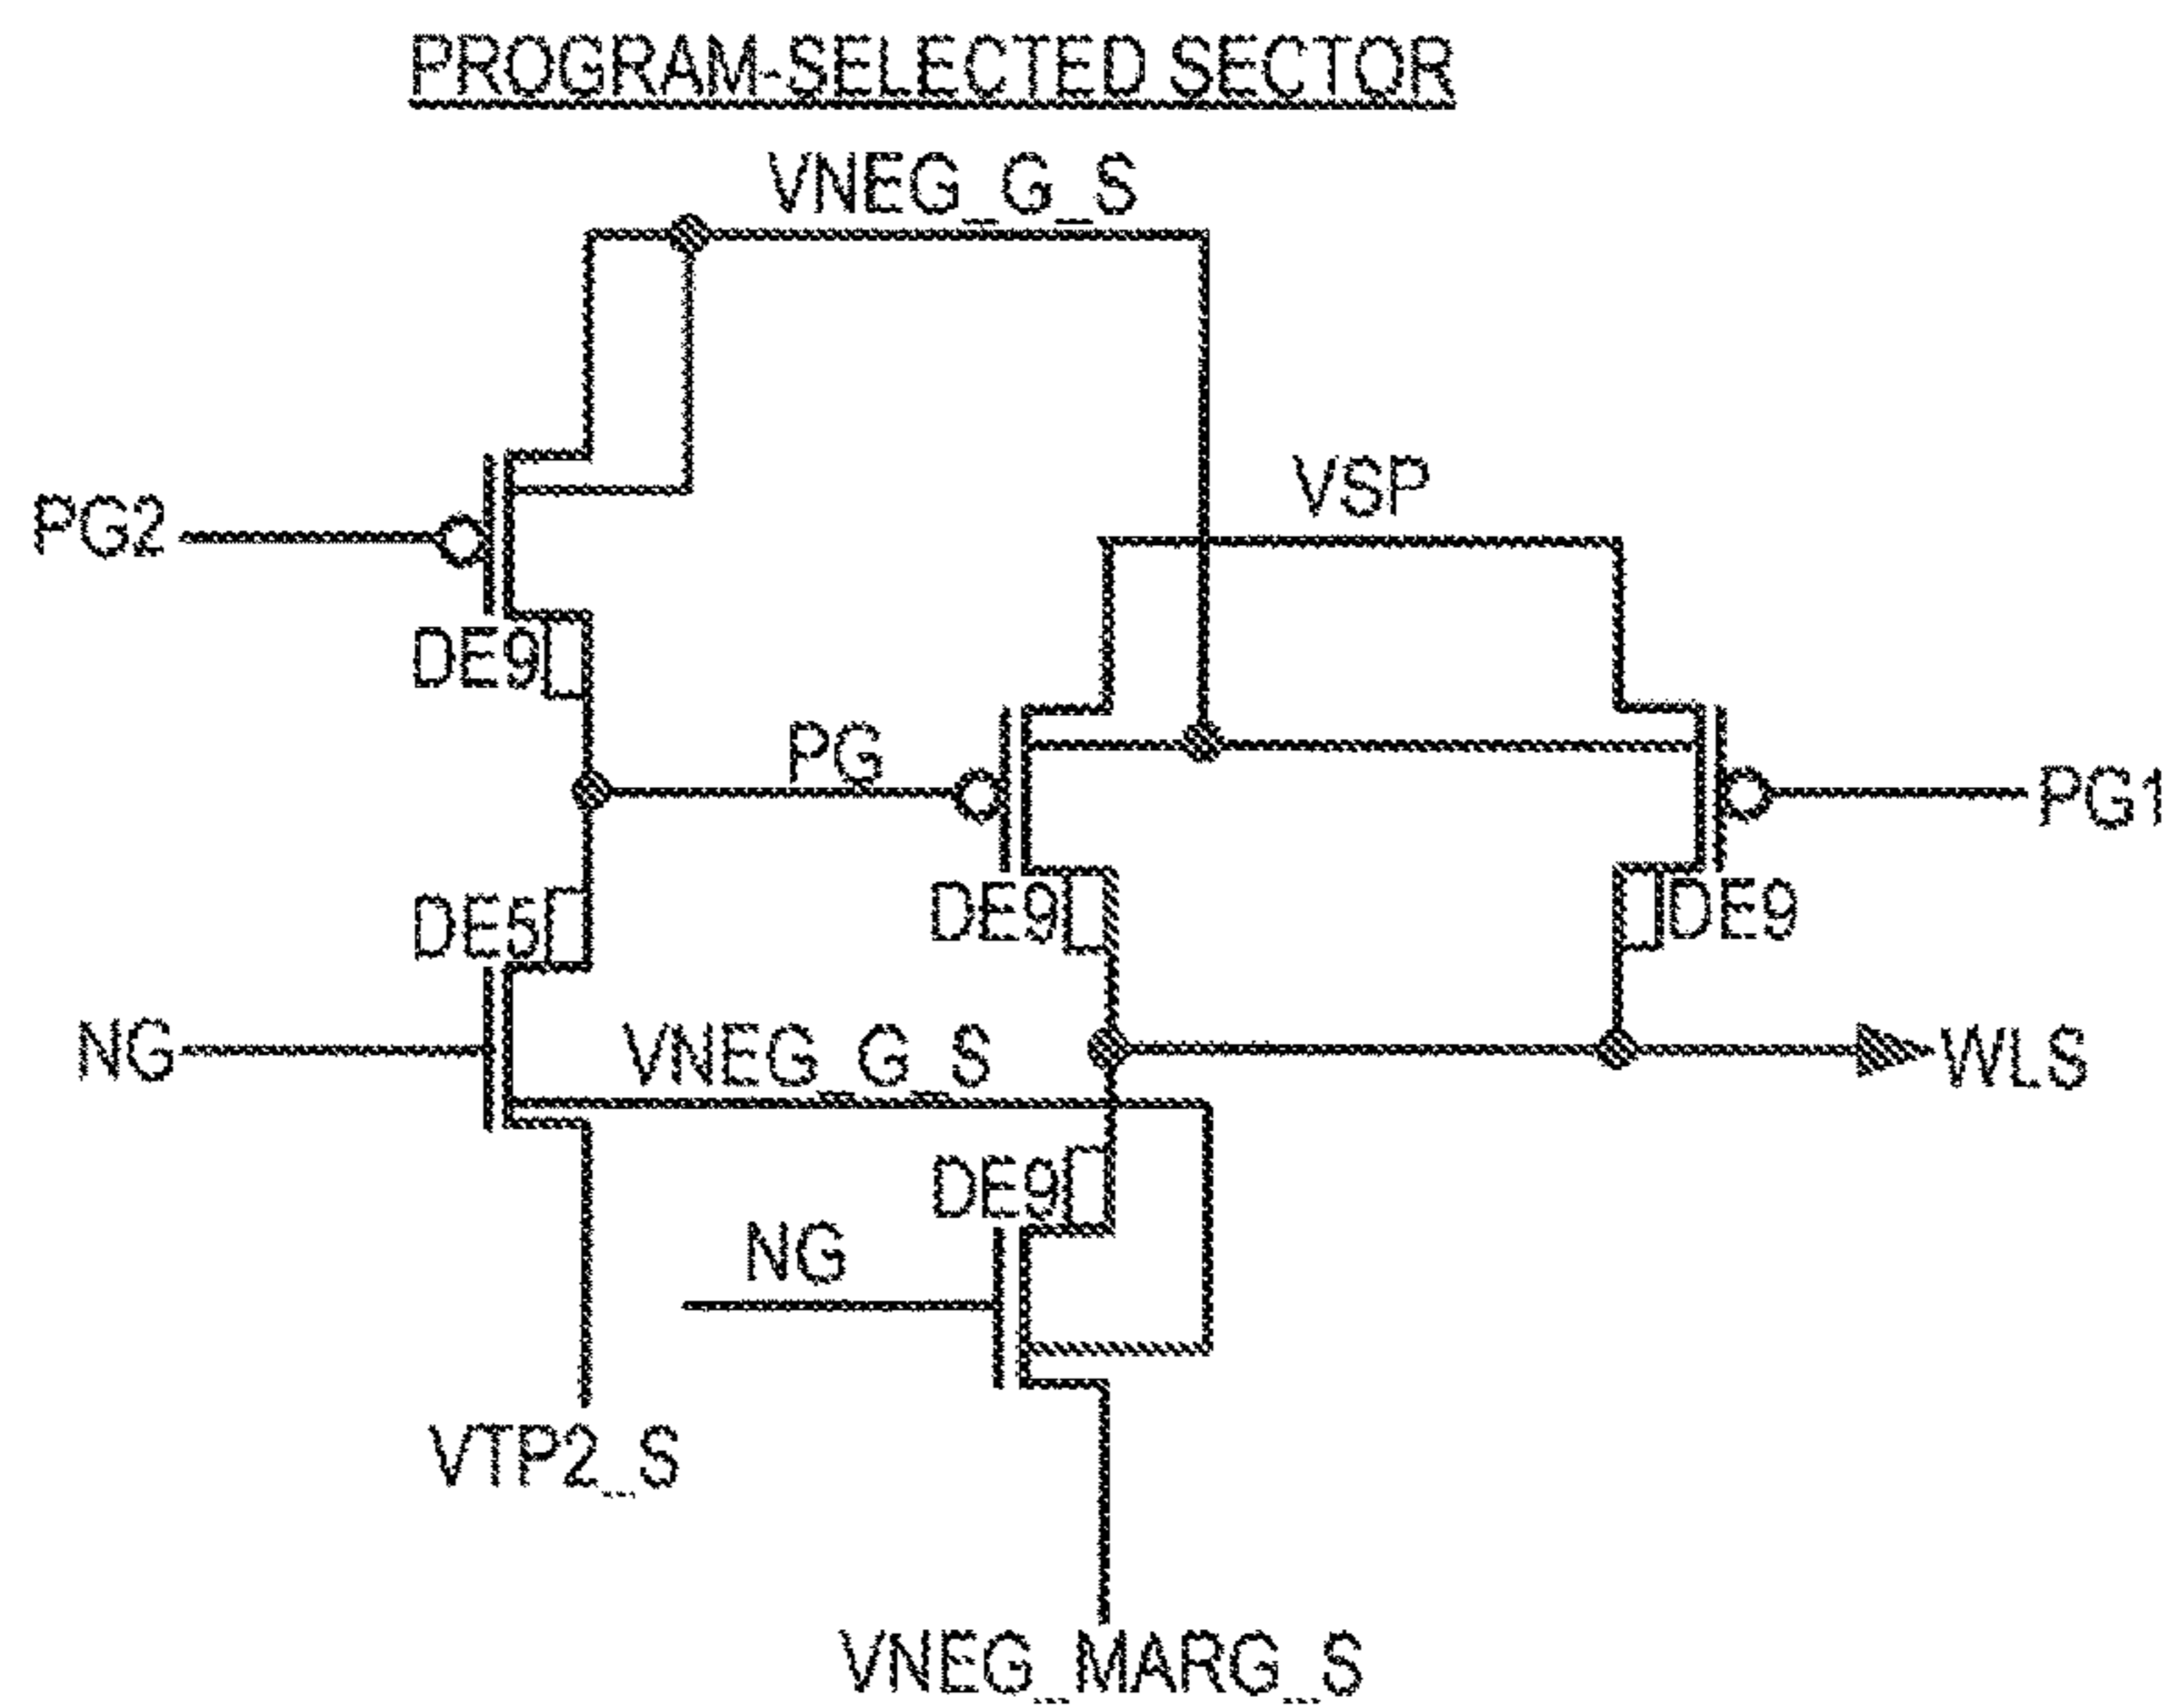 PROGRAM-SELECTED SECTOR
VNEG_G_S
VSP
PG2
DE9
PG
PG1
DE5
DE9
DE9
NG
VNEG_G_S
WLS
DE9
NG
VTP2_S
VNEG_MARG_S